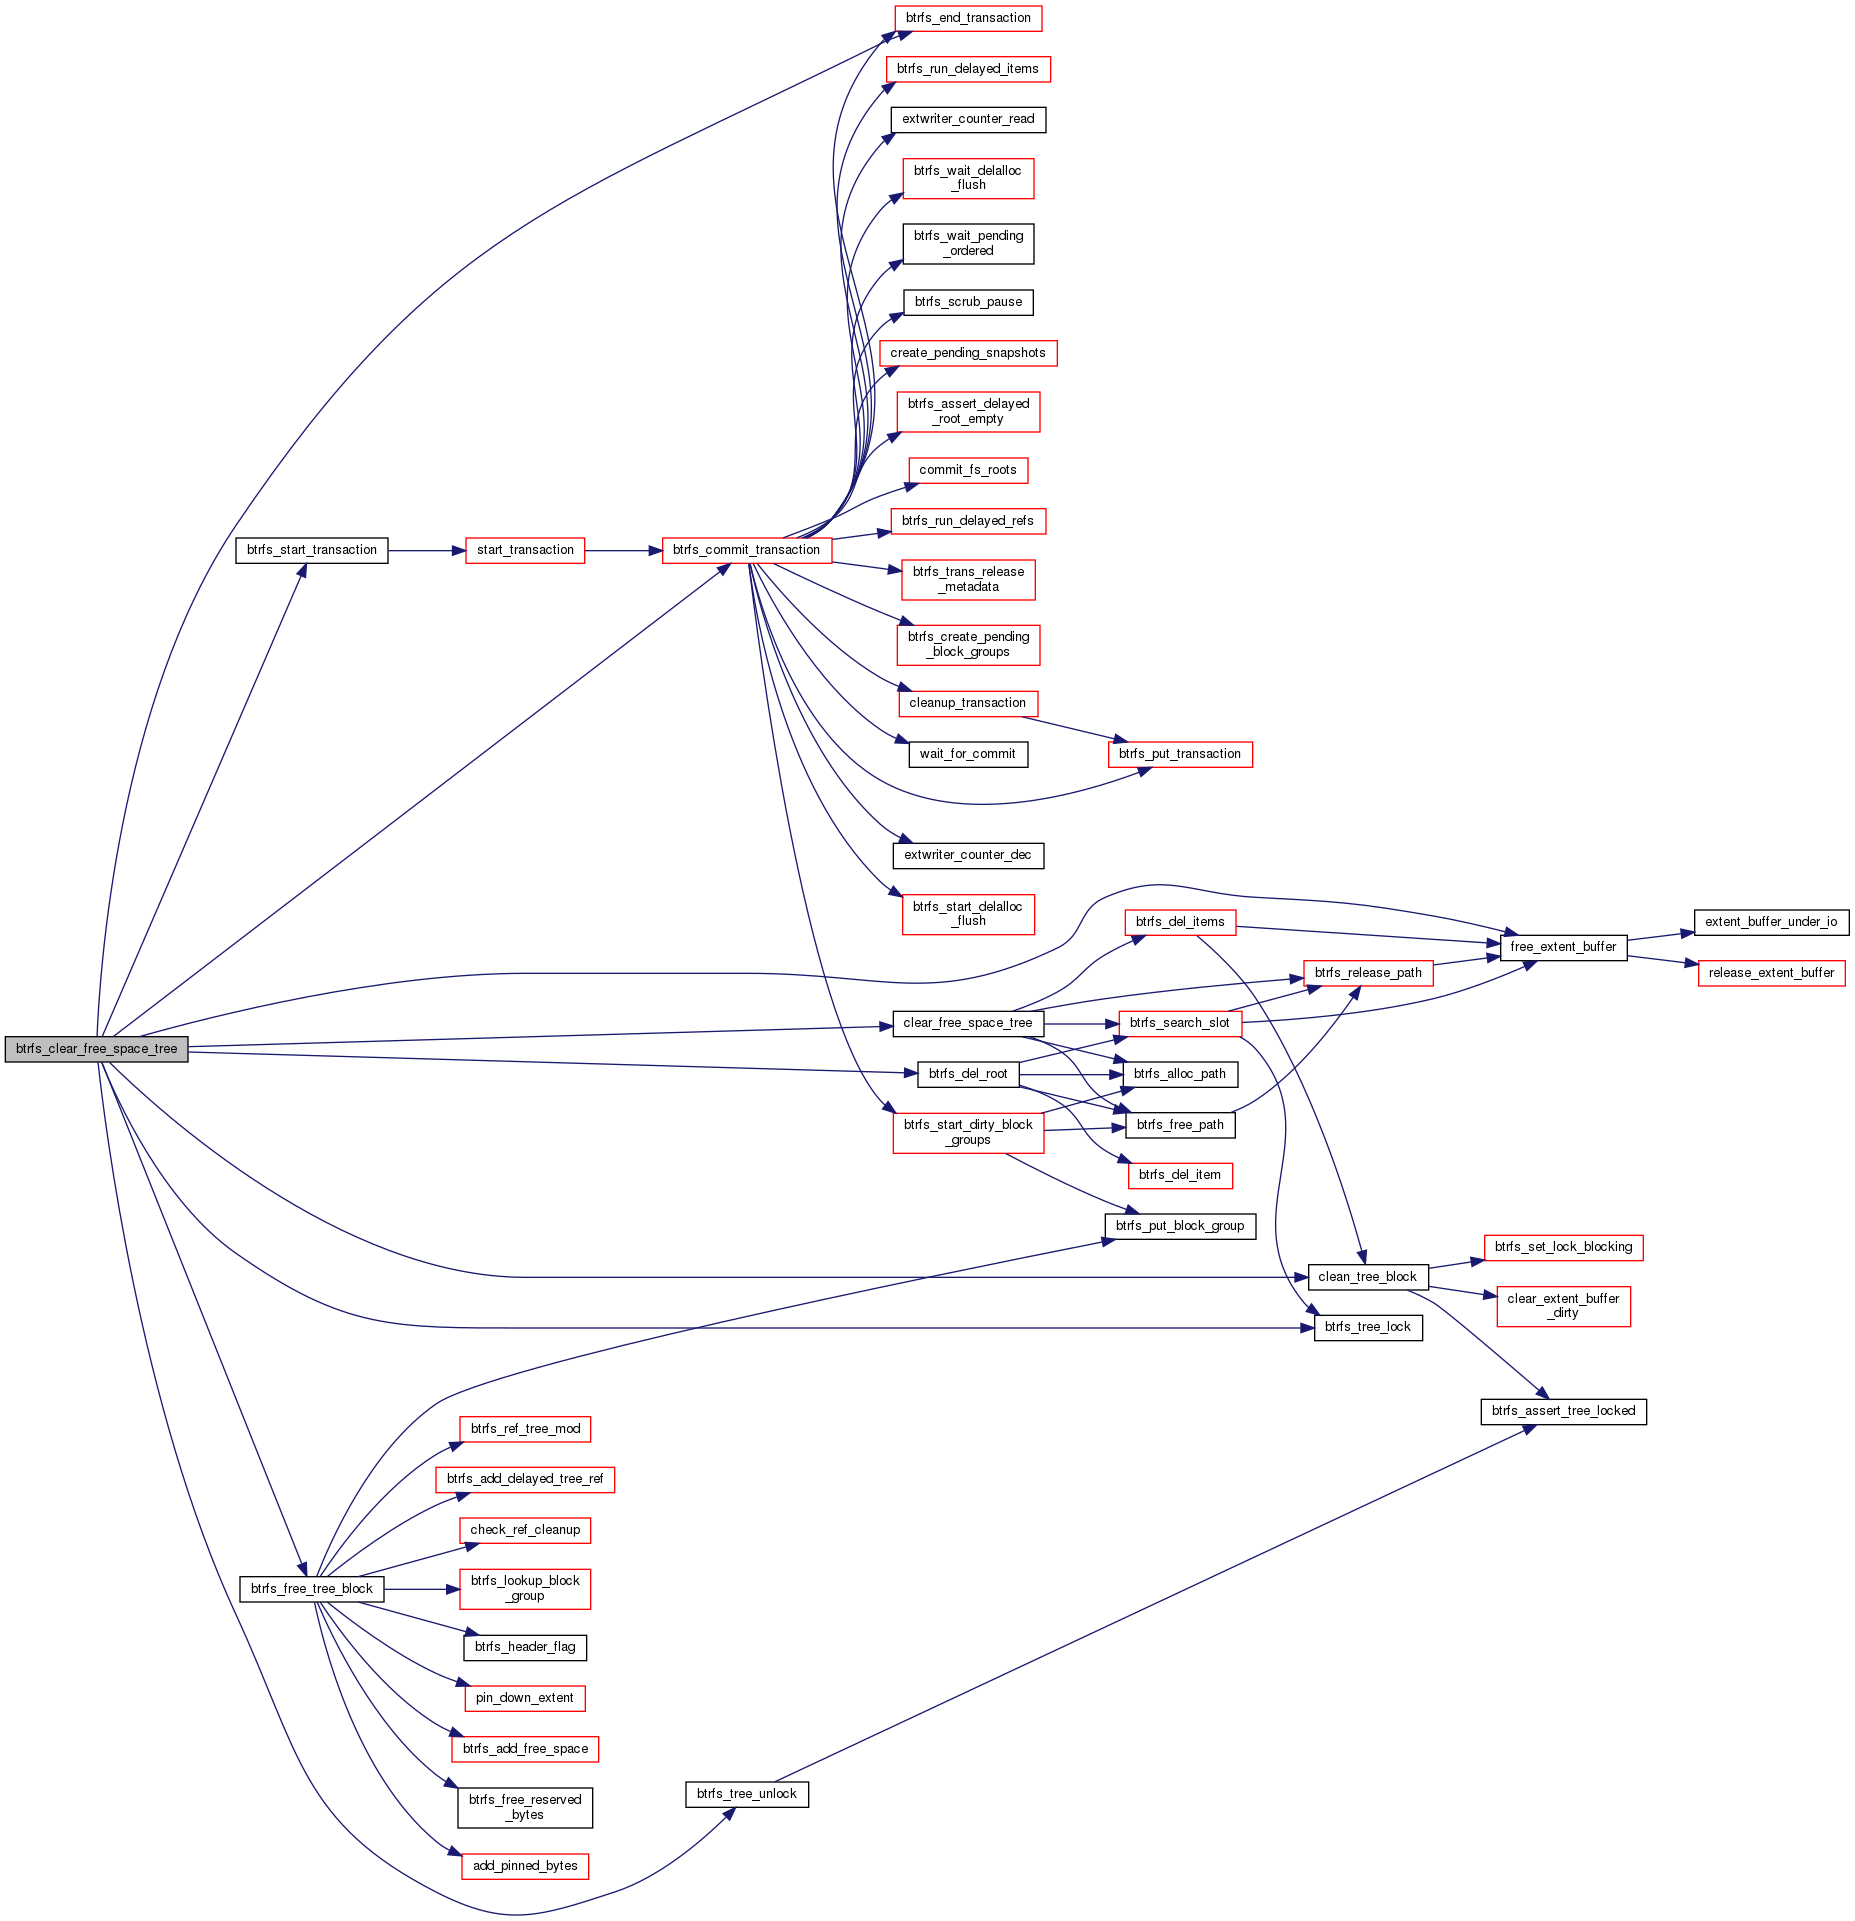 btrfs_end_transaction
btrfs_run_delayed_items
extwriter_counter_read
btrfs_wait_delalloc
_flush
btrfs_wait_pending
_ordered
btrfs_scrub_pause
create_pending_snapshots
btrfs_assert_delayed
_root_empty
commit_fs_roots
btrfs_run_delayed_refs
btrfs_start_transaction
start_transaction
btrfs_commit_transaction
btrfs_trans_release
_metadata
btrfs_create_pending
_block_groups
cleanup_transaction
wait_for_commit
btrfs_put_transaction
extwriter_counter_dec
btrfs_start_delalloc
_flush
btrfs_del_items
extent_buffer_under_io
free_extent_buffer
btrfs_release_path
release_extent_buffer
clear_free_space_tree
btrfs_search_slot
btrfs_clear_free_space_tree
btrfs_del_root
btrfs_alloc_path
btrfs_start_dirty_block
_groups
btrfs_free_path
btrfs_del_item
btrfs_put_block_group
btrfs_set_lock_blocking
clean_tree_block
clear_extent_buffer
_dirty
btrfs_tree_lock
btrfs_assert_tree_locked
btrfs_ref_tree_mod
btrfs_add_delayed_tree_ref
check_ref_cleanup
btrfs_free_tree_block
btrfs_lookup_block
_group
btrfs_header_flag
pin_down_extent
btrfs_add_free_space
btrfs_tree_unlock
btrfs_free_reserved
_bytes
add_pinned_bytes